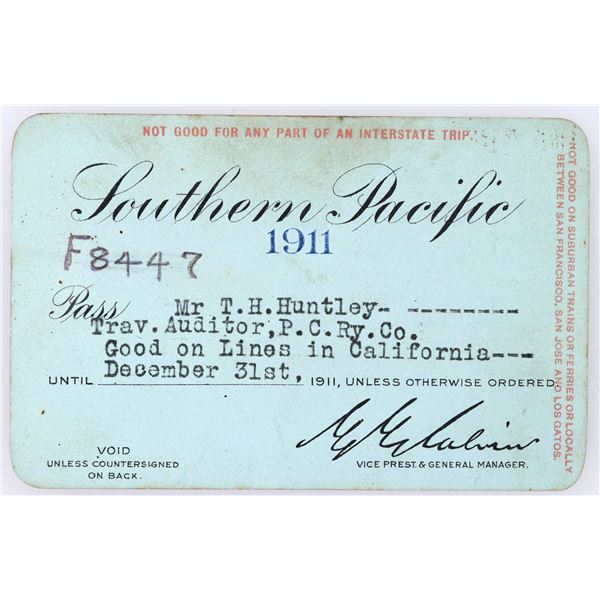 NOT GOOD FOR ANY PART OF AN INTERSTATE TRIP.
Southern Pacific
1911
F8447
Pass Mr T.H.Huntley- --------
Trav.Auditor,P.C.Ry.Co.
Good on Lines in California---
December 31st,
UNTIL 1911, UNLESS OTHERWISE ORDERED.
VOID
UNLESS COUNTERSIGNED
ON BACK.
VICE PREST. & GENERAL MANAGER.
NOT GOOD ON SUBURBAN TRAINS OR FERRIES OR LOCALLY
BETWEEN SAN FRANCISCO, SAN JOSE AND LOS GATOS.